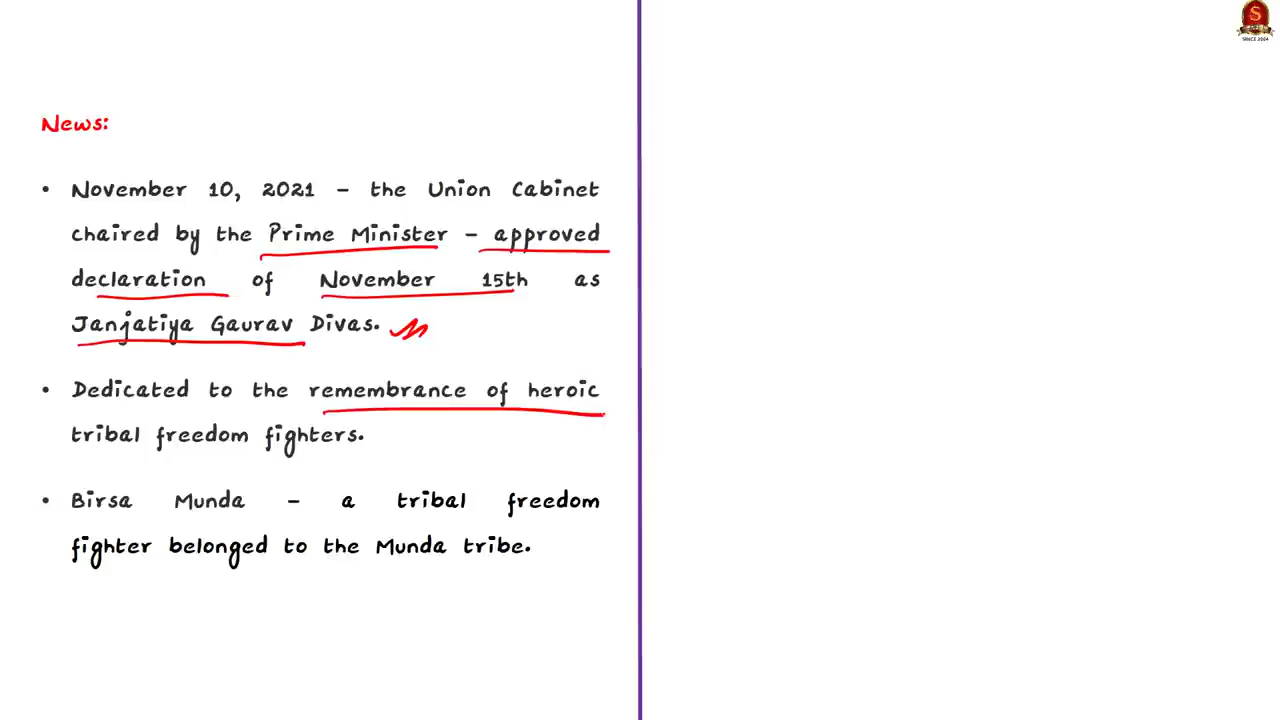 News:
• November 10, 2021 – the Union Cabinet
chaired by the Prime Minister – approved
declaration of November 15th as
Janjatiya Gaurav Divas.
• Dedicated to the remembrance of heroic
tribal freedom fighters.
• Birsa Munda – a tribal freedom
fighter belonged to the Munda tribe.
S
SINCE 2004